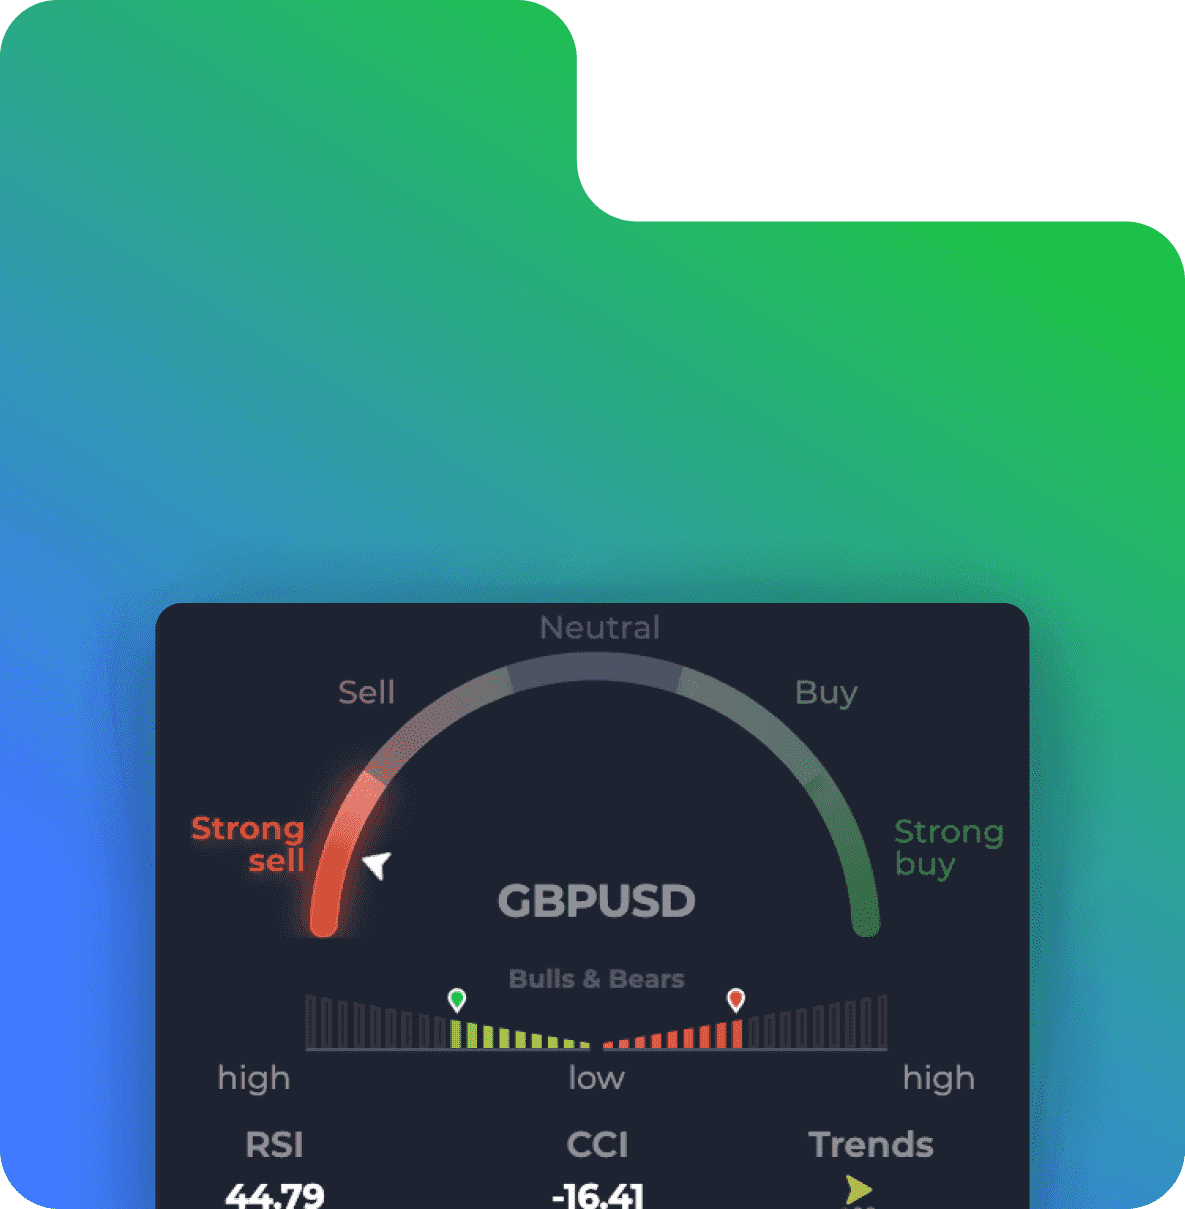 Neutral
Sell
Buy
Strong
sell
Strong
buy
GBPUSD
Bulls & Bears
high
low
high
RSI
CCI
Trends
44.79
-16.41